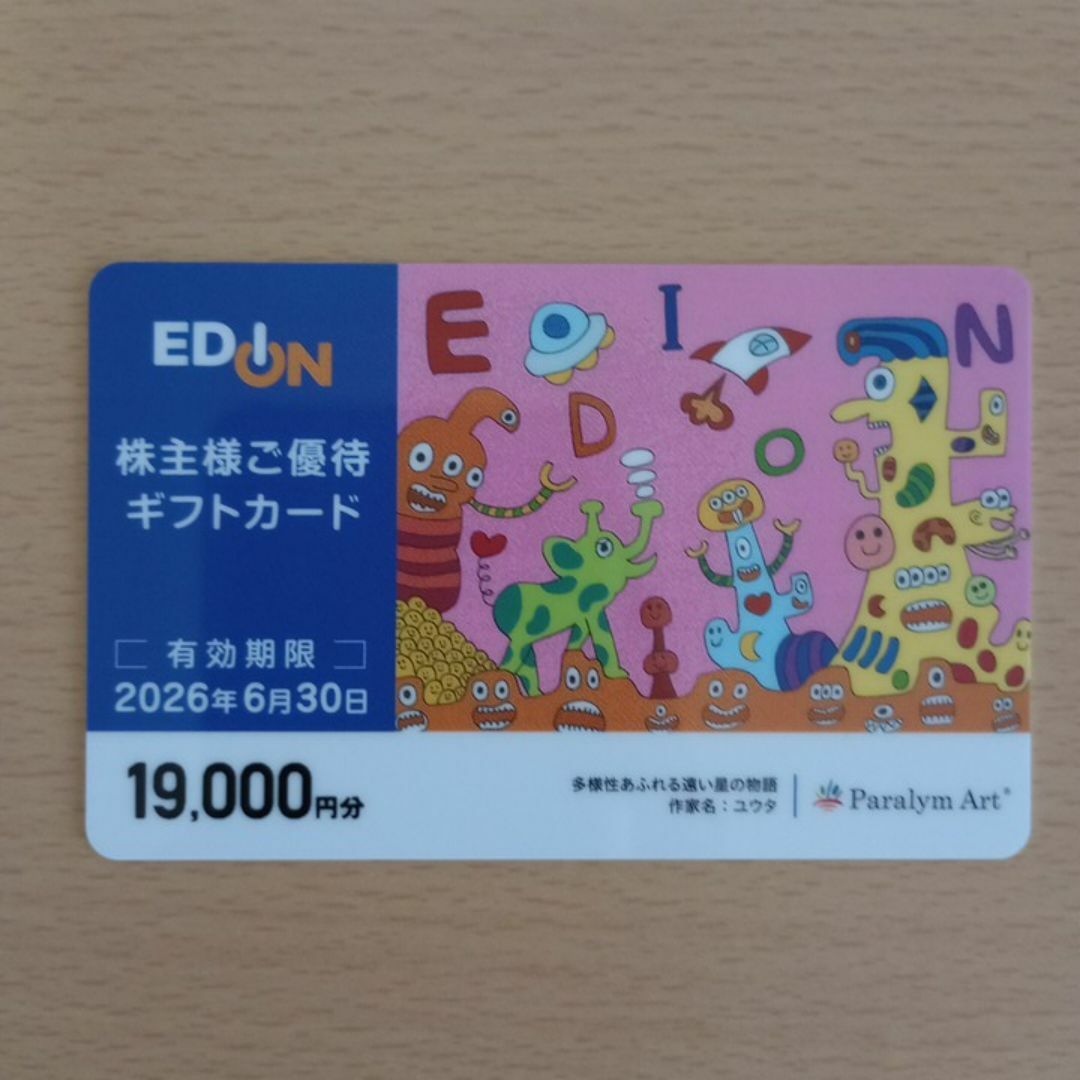 EDION
株主様ご優待
ギフトカード
有効期限
2026年6月30日
E D I O N
19,000円分
多様性あふれる遠い星の物語
作家名：ユウタ
Paralym Art®